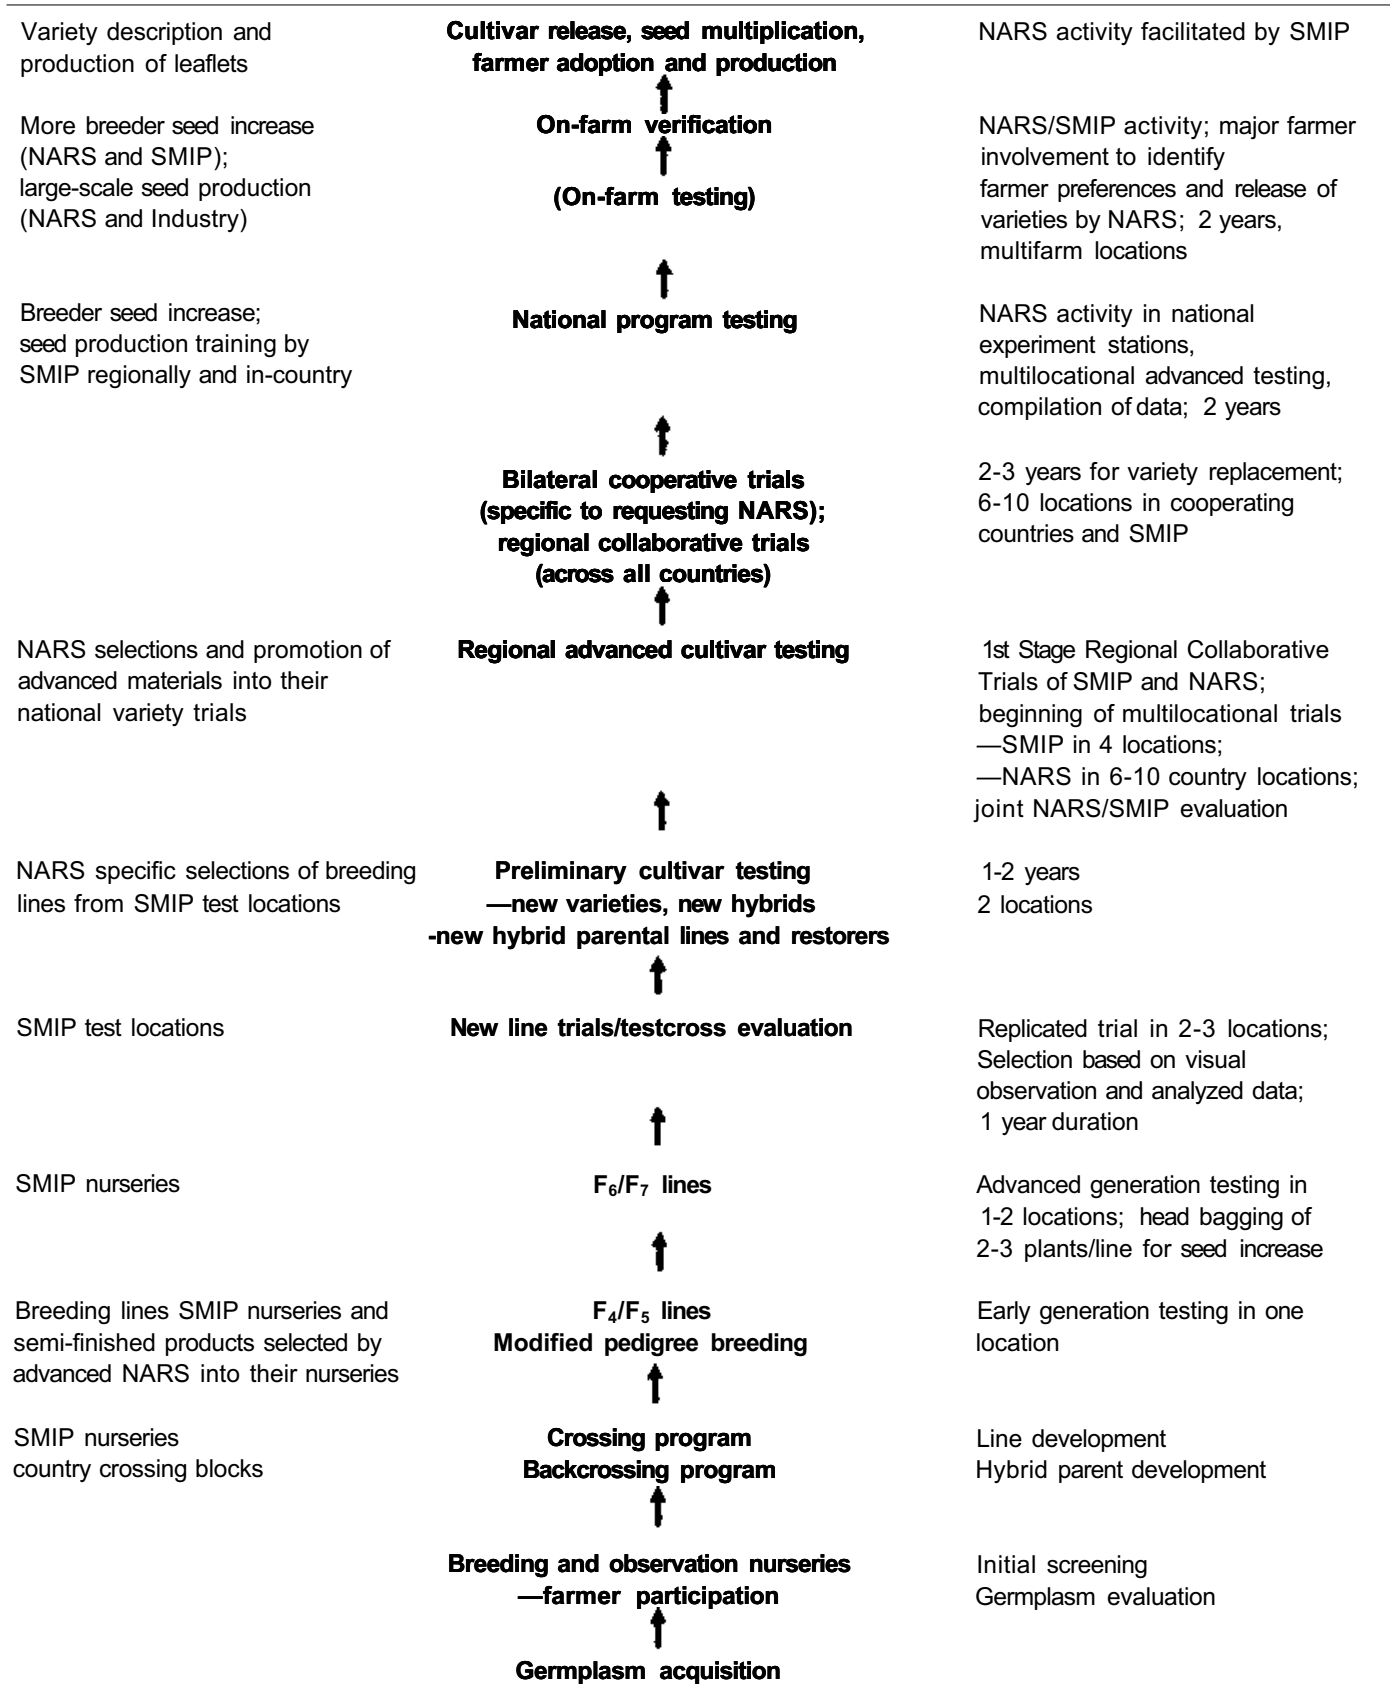 Variety description and
production of leaflets
Cultivar release, seed multiplication,
farmer adoption and production
NARS activity facilitated by SMIP
More breeder seed increase
(NARS and SMIP);
large-scale seed production
(NARS and Industry)
On-farm verification
(On-farm testing)
NARS/SMIP activity; major farmer
involvement to identify
farmer preferences and release of
varieties by NARS; 2 years,
multifarm locations
Breeder seed increase;
seed production training by
SMIP regionally and in-country
National program testing
NARS activity in national
experiment stations,
multilocational advanced testing,
compilation of data; 2 years
Bilateral cooperative trials
(specific to requesting NARS);
regional collaborative trials
(across all countries)
2-3 years for variety replacement;
6-10 locations in cooperating
countries and SMIP
NARS selections and promotion of
advanced materials into their
national variety trials
Regional advanced cultivar testing
1st Stage Regional Collaborative
Trials of SMIP and NARS;
beginning of multilocational trials
—SMIP in 4 locations;
—NARS in 6-10 country locations;
joint NARS/SMIP evaluation
NARS specific selections of breeding
lines from SMIP test locations
Preliminary cultivar testing
—new varieties, new hybrids
-new hybrid parental lines and restorers
1-2 years
2 locations
SMIP test locations
New line trials/testcross evaluation
Replicated trial in 2-3 locations;
Selection based on visual
observation and analyzed data;
1 year duration
SMIP nurseries
F₆/F₇ lines
Advanced generation testing in
1-2 locations; head bagging of
2-3 plants/line for seed increase
Breeding lines SMIP nurseries and
semi-finished products selected by
advanced NARS into their nurseries
F₄/F₅ lines
Modified pedigree breeding
Early generation testing in one
location
SMIP nurseries
country crossing blocks
Crossing program
Backcrossing program
Line development
Hybrid parent development
Breeding and observation nurseries
—farmer participation
Initial screening
Germplasm evaluation
Germplasm acquisition